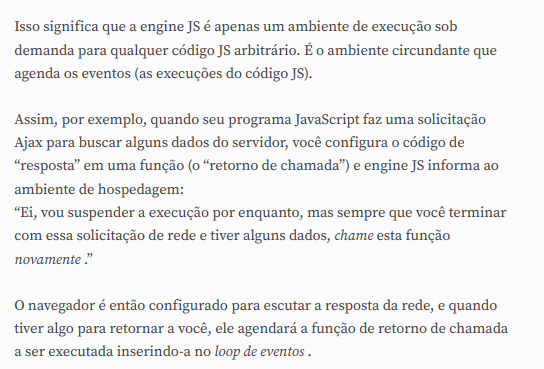 Isso significa que a engine JS é apenas um ambiente de execução sob
demanda para qualquer código JS arbitrário. É o ambiente circundante que
agenda os eventos (as execuções do código JS).
Assim, por exemplo, quando seu programa JavaScript faz uma solicitação
Ajax para buscar alguns dados do servidor, você configura o código de
“resposta” em uma função (o “retorno de chamada”) e engine JS informa ao
ambiente de hospedagem:
“Ei, vou suspender a execução por enquanto, mas sempre que você terminar
com essa solicitação de rede e tiver alguns dados, chame esta função
novamente .”
O navegador é então configurado para escutar a resposta da rede, e quando
tiver algo para retornar a você, ele agendará a função de retorno de chamada
a ser executada inserindo-a no loop de eventos .